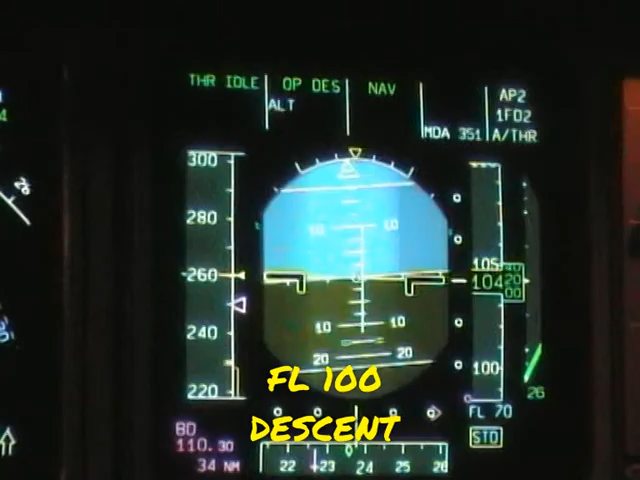 THR IDLE OP DES NAV AP2
ALT 1FD2
MDA 351 A/THR
300
280
10 10
105
260 104 20 00
240
10 10
100
20 20
220
26
FL 100
FL 70
DESCENT
STD
BD
110.30
34 NM
22 23 24 25 26